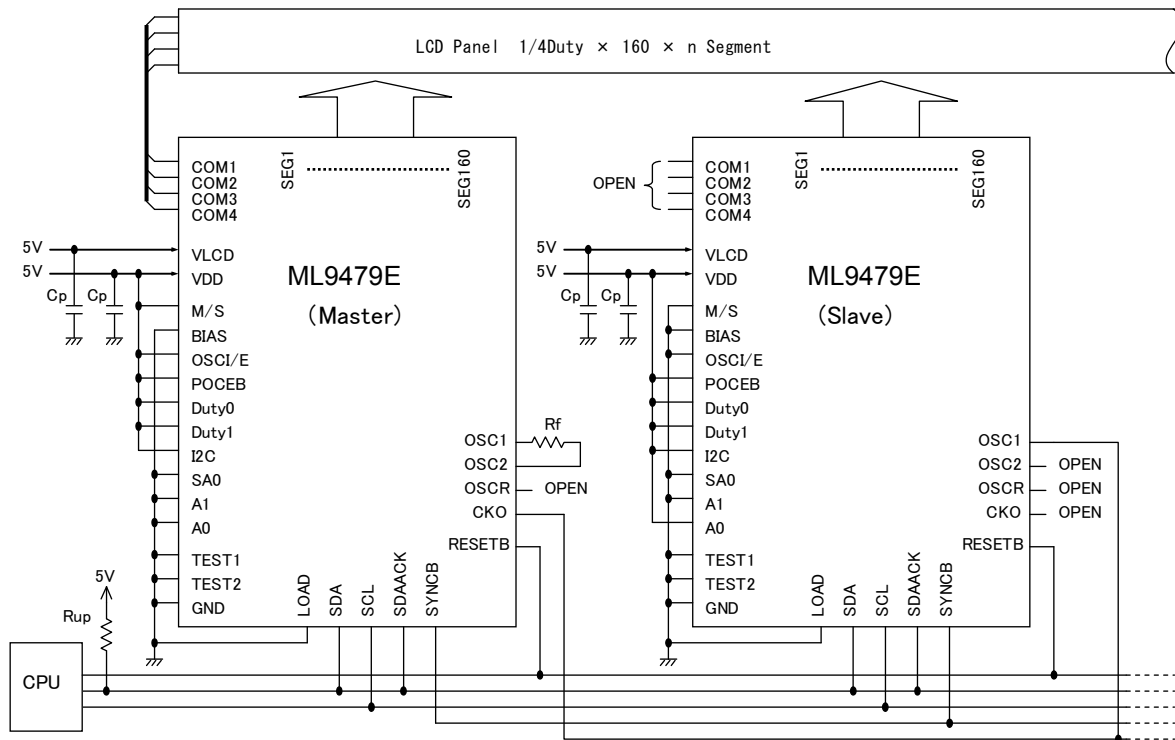 LCD Panel 1/4Duty × 160 × n Segment
COM1
COM2
COM3
COM4
SEG1
SEG160
5V
VLCD
5V
VDD
Cp
Cp
ML9479E
(Master)
M/S
BIAS
OSCI/E
POCEB
Duty0
Duty1
I2C
SA0
A1
A0
TEST1
TEST2
GND
OSC1
Rf
OSC2
OSCR
OPEN
CKO
RESETB
LOAD
SDA
SCL
SDAACK
SYNCB
OPEN
COM1
COM2
COM3
COM4
SEG1
SEG160
5V
VLCD
5V
VDD
Cp
Cp
ML9479E
(Slave)
M/S
BIAS
OSCI/E
POCEB
Duty0
Duty1
I2C
SA0
A1
A0
TEST1
TEST2
GND
OSC1
OSC2
OPEN
OSCR
OPEN
CKO
OPEN
RESETB
LOAD
SDA
SCL
SDAACK
SYNCB
5V
Rup
CPU